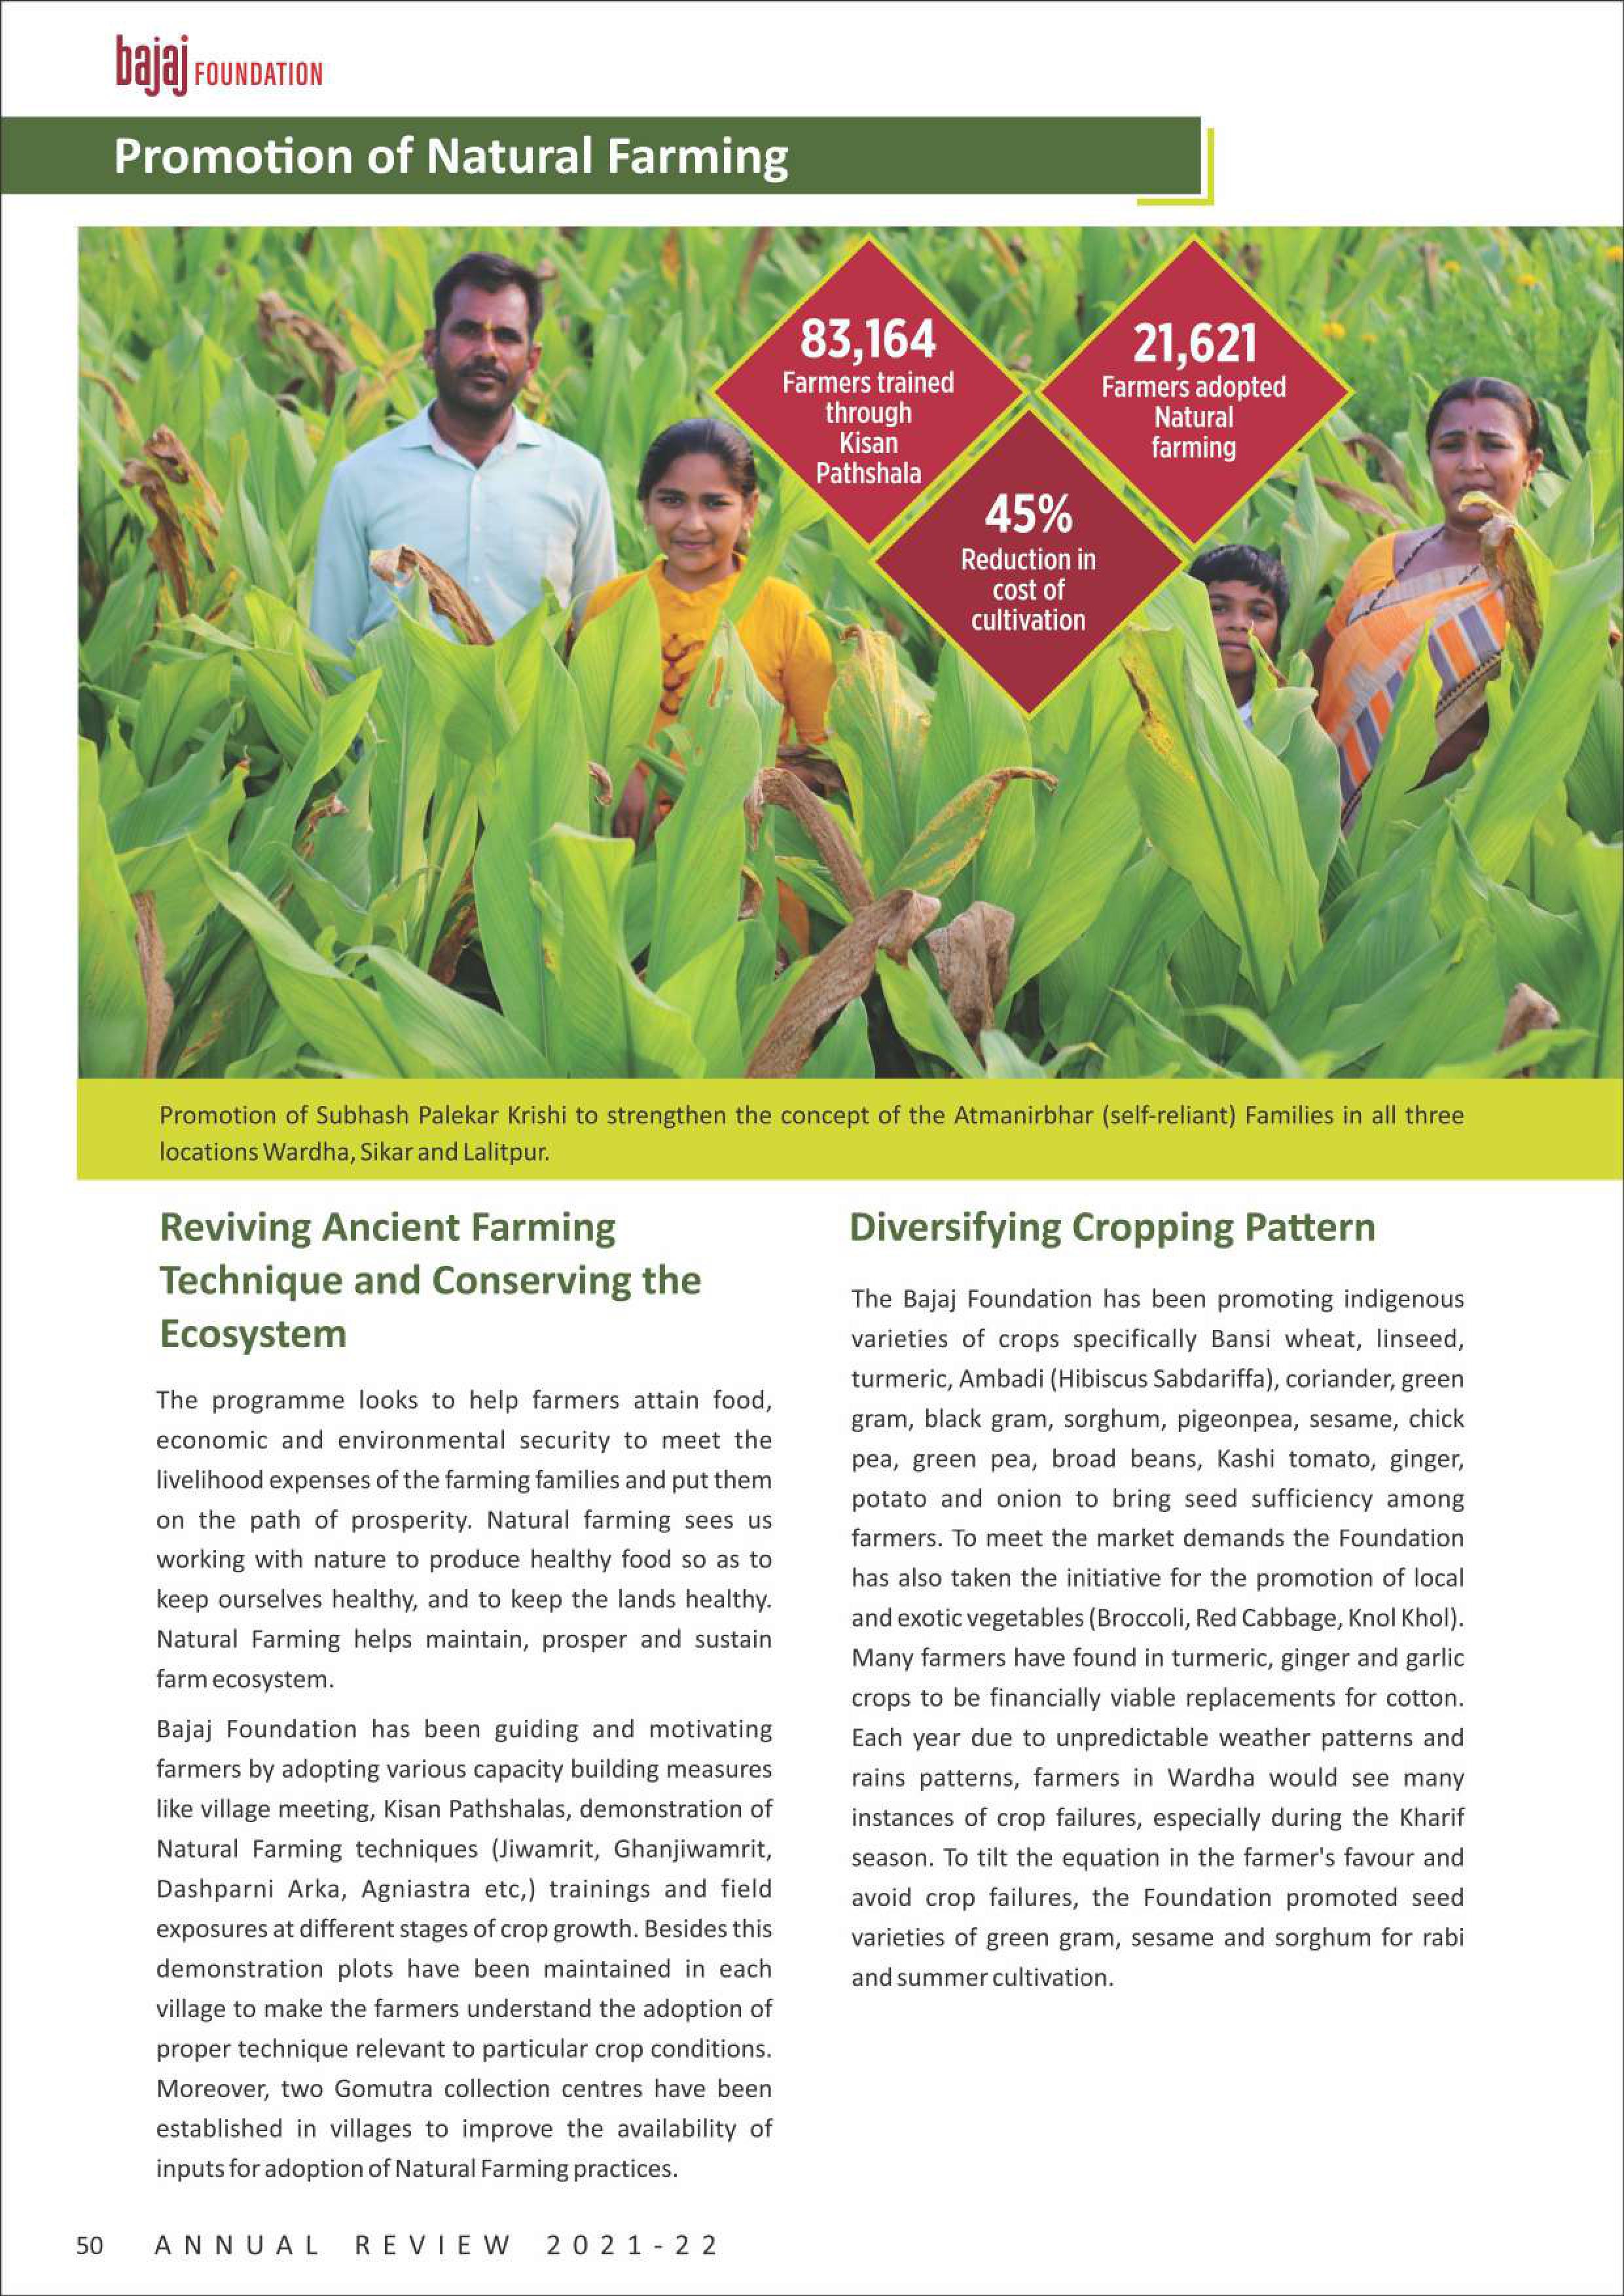 bajaj FOUNDATION
Promotion of Natural Farming
83,164
Farmers trained
through
Kisan
Pathshala
21,621
Farmers adopted
Natural
farming
45%
Reduction in
cost of
cultivation
Promotion of Subhash Palekar Krishi to strengthen the concept of the Atmanirbhar (self-reliant) Families in all three
locations Wardha, Sikar and Lalitpur.
Reviving Ancient Farming
Technique and Conserving the
Ecosystem
The programme looks to help farmers attain food,
economic and environmental security to meet the
livelihood expenses of the farming families and put them
on the path of prosperity. Natural farming sees us
working with nature to produce healthy food so as to
keep ourselves healthy, and to keep the lands healthy.
Natural Farming helps maintain, prosper and sustain
farm ecosystem.
Bajaj Foundation has been guiding and motivating
farmers by adopting various capacity building measures
like village meeting, Kisan Pathshalas, demonstration of
Natural Farming techniques (Jiwamrit, Ghanjiwamrit,
Dashparni Arka, Agniastra etc,) trainings and field
exposures at different stages of crop growth. Besides this
demonstration plots have been maintained in each
village to make the farmers understand the adoption of
proper technique relevant to particular crop conditions.
Moreover, two Gomutra collection centres have been
established in villages to improve the availability of
inputs for adoption of Natural Farming practices.
Diversifying Cropping Pattern
The Bajaj Foundation has been promoting indigenous
varieties of crops specifically Bansi wheat, linseed,
turmeric, Ambadi (Hibiscus Sabdariffa), coriander, green
gram, black gram, sorghum, pigeonpea, sesame, chick
pea, green pea, broad beans, Kashi tomato, ginger,
potato and onion to bring seed sufficiency among
farmers. To meet the market demands the Foundation
has also taken the initiative for the promotion of local
and exotic vegetables (Broccoli, Red Cabbage, Knol Khol).
Many farmers have found in turmeric, ginger and garlic
crops to be financially viable replacements for cotton.
Each year due to unpredictable weather patterns and
rains patterns, farmers in Wardha would see many
instances of crop failures, especially during the Kharif
season. To tilt the equation in the farmer's favour and
avoid crop failures, the Foundation promoted seed
varieties of green gram, sesame and sorghum for rabi
and summer cultivation.
50 ANNUAL REVIEW 2021-22